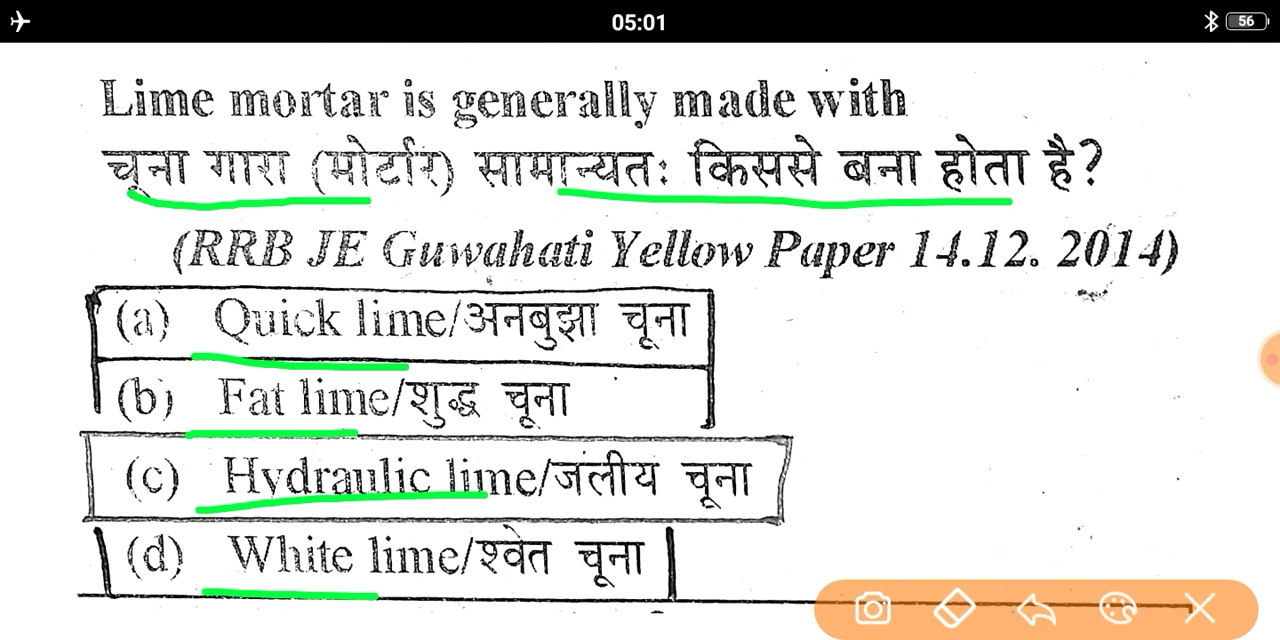 05:01
56
Lime mortar is generally made with
चूना गारा (मोर्टार) सामान्यतः किससे बना होता है?
(RRB JE Guwahati Yellow Paper 14.12. 2014)
(a) Quick lime/अनबुझा चूना
(b) Fat lime/शुद्ध चूना
(c) Hydraulic lime/जलीय चूना
(d) White lime/श्वेत चूना